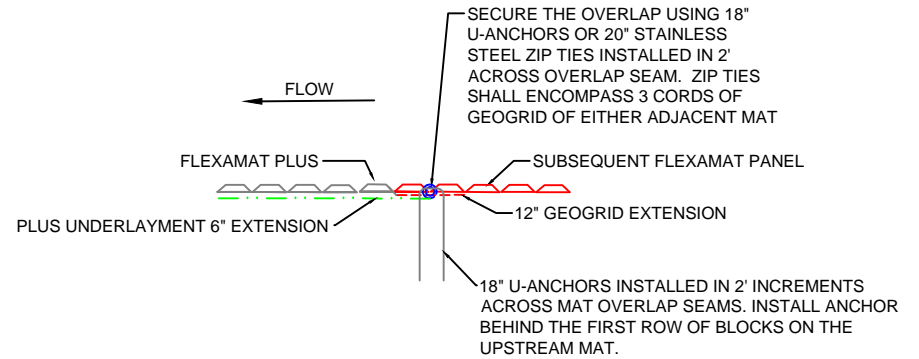 SECURE THE OVERLAP USING 18"
U-ANCHORS OR 20" STAINLESS
STEEL ZIP TIES INSTALLED IN 2'
ACROSS OVERLAP SEAM. ZIP TIES
SHALL ENCOMPASS 3 CORDS OF
GEOGRID OF EITHER ADJACENT MAT
FLOW
FLEXAMAT PLUS
SUBSEQUENT FLEXAMAT PANEL
PLUS UNDERLAYMENT 6" EXTENSION
12" GEOGRID EXTENSION
18" U-ANCHORS INSTALLED IN 2' INCREMENTS
ACROSS MAT OVERLAP SEAMS. INSTALL ANCHOR
BEHIND THE FIRST ROW OF BLOCKS ON THE
UPSTREAM MAT.